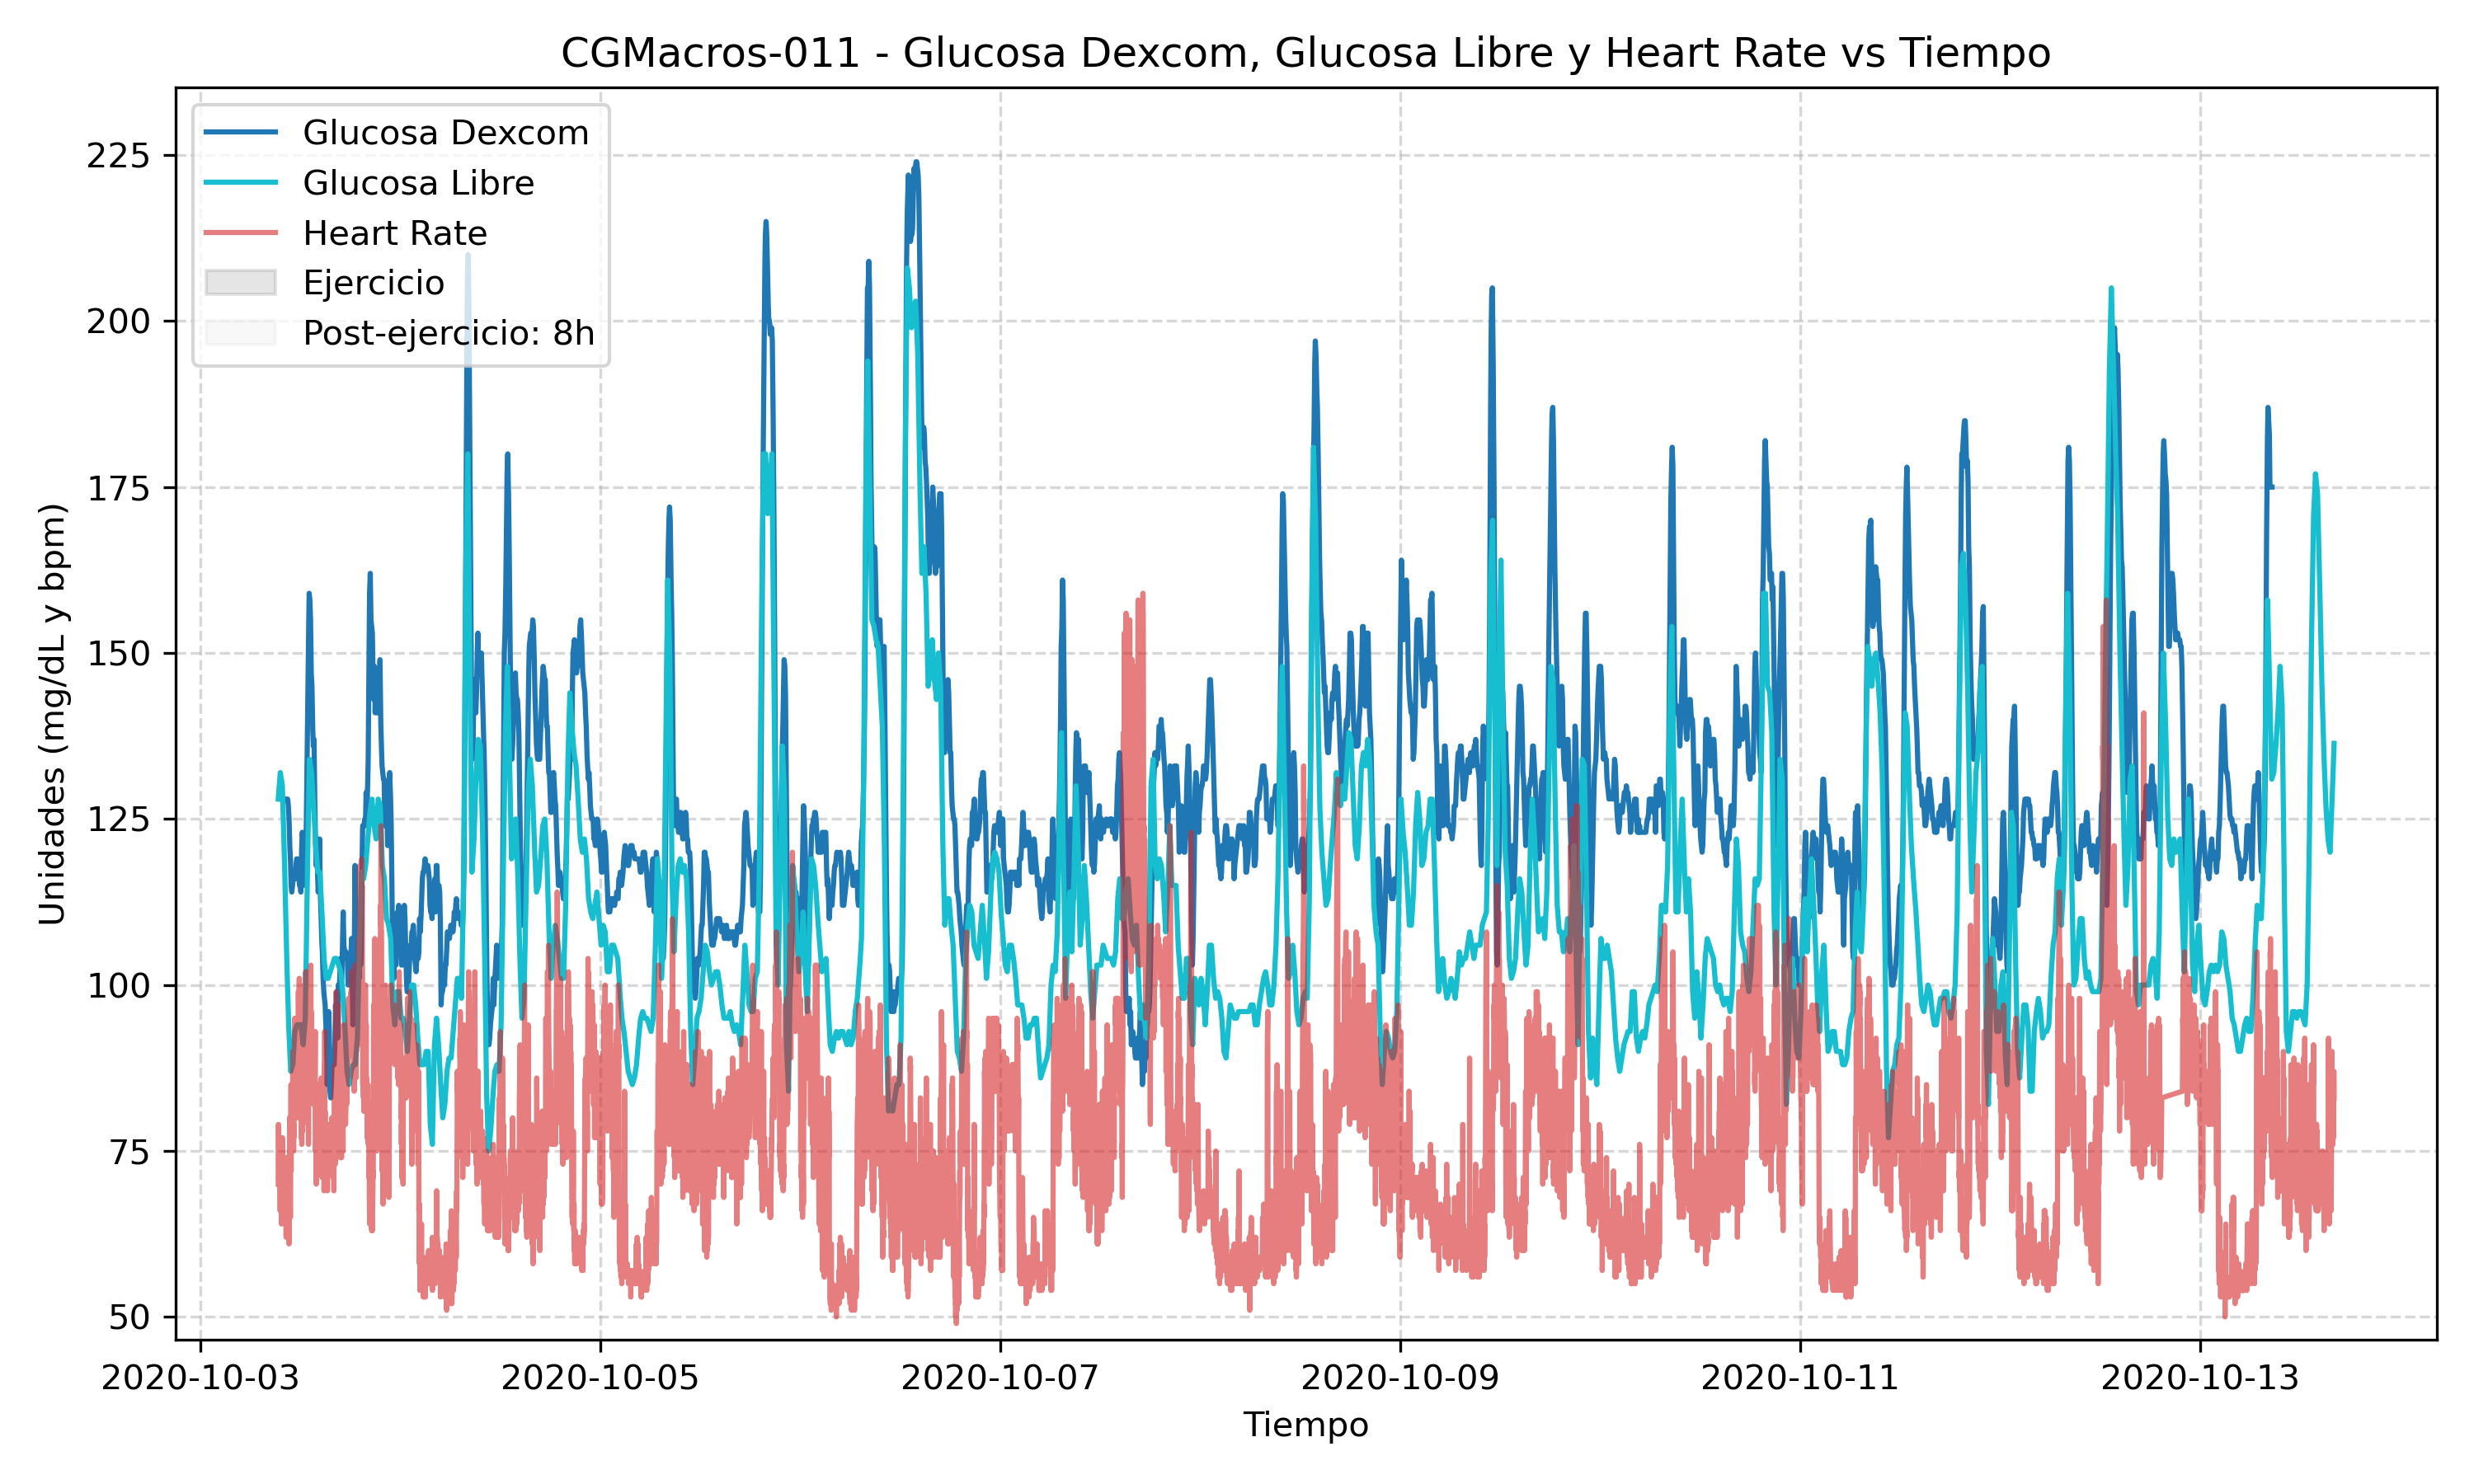 CGMacros-011 - Glucosa Dexcom, Glucosa Libre y Heart Rate vs Tiempo
Glucosa Dexcom
Glucosa Libre
Heart Rate
Ejercicio
Post-ejercicio: 8h
Unidades (mg/dL y bpm)
225
200
175
150
125
100
75
50
2020-10-03
2020-10-05
2020-10-07
2020-10-09
2020-10-11
2020-10-13
Tiempo